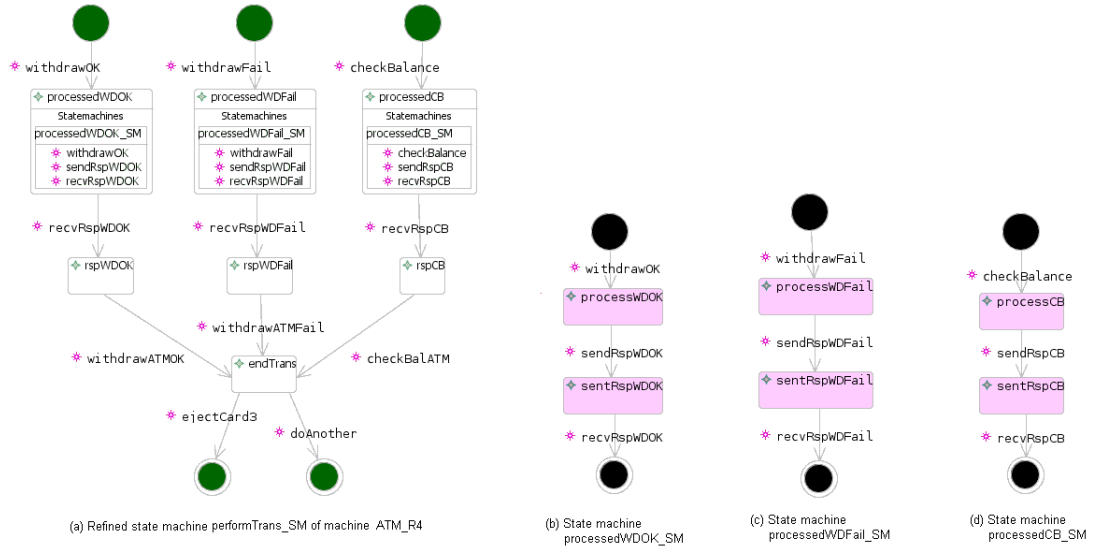 withdrawOK
withdrawFail
checkBalance
processedWDOK
Statemachines
processedWDOK_SM
withdrawOK
sendRspWDOK
recvRspWDOK
processedWDFail
Statemachines
processedWDFail_SM
withdrawFail
sendRspWDFail
recvRspWDFail
processedCB
Statemachines
processedCB_SM
checkBalance
sendRspCB
recvRspCB
recvRspWDOK
recvRspWDFail
recvRspCB
rspWDOK
rspWDFail
rspCB
withdrawATMOK
withdrawATMFail
checkBalATM
endTrans
ejectCard3
doAnother
(a) Refined state machine performTrans_SM of machine ATM_R4
withdrawOK
processWDOK
sendRspWDOK
sentRspWDOK
recvRspWDOK
(b) State machine
processedWDOK_SM
withdrawFail
processWDFail
sendRspWDFail
sentRspWDFail
recvRspWDFail
(c) State machine
processedWDFail_SM
checkBalance
processCB
sendRspCB
sentRspCB
recvRspCB
(d) State machine
processedCB_SM